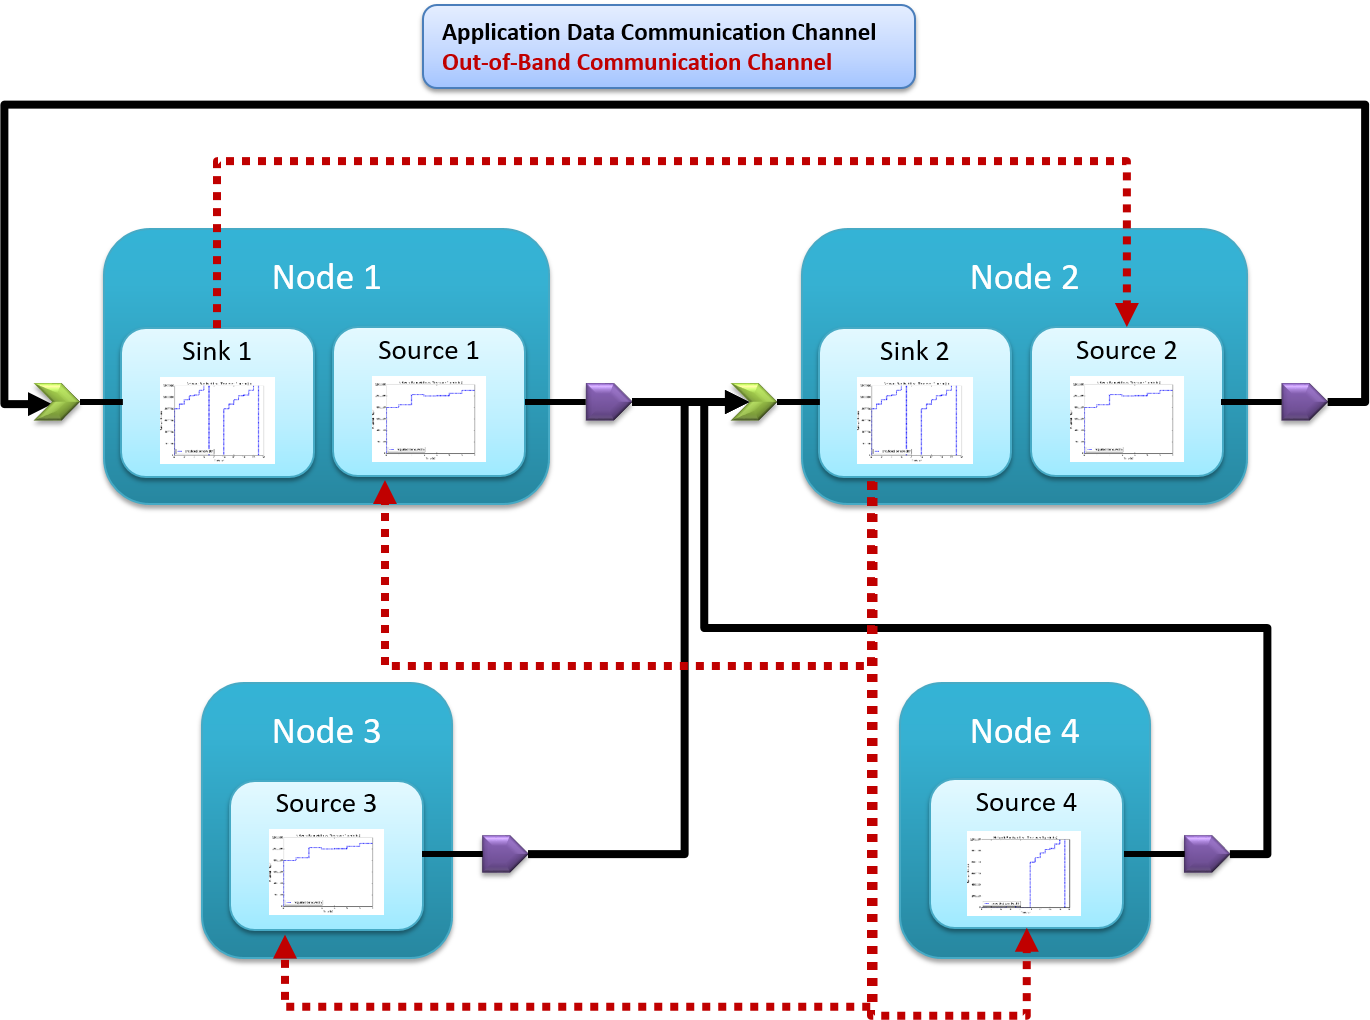 Application Data Communication Channel
Out-of-Band Communication Channel
Node 1
Node 2
Sink 1
Source 1
Sink 2
Source 2
Node 3
Node 4
Source 3
Source 4